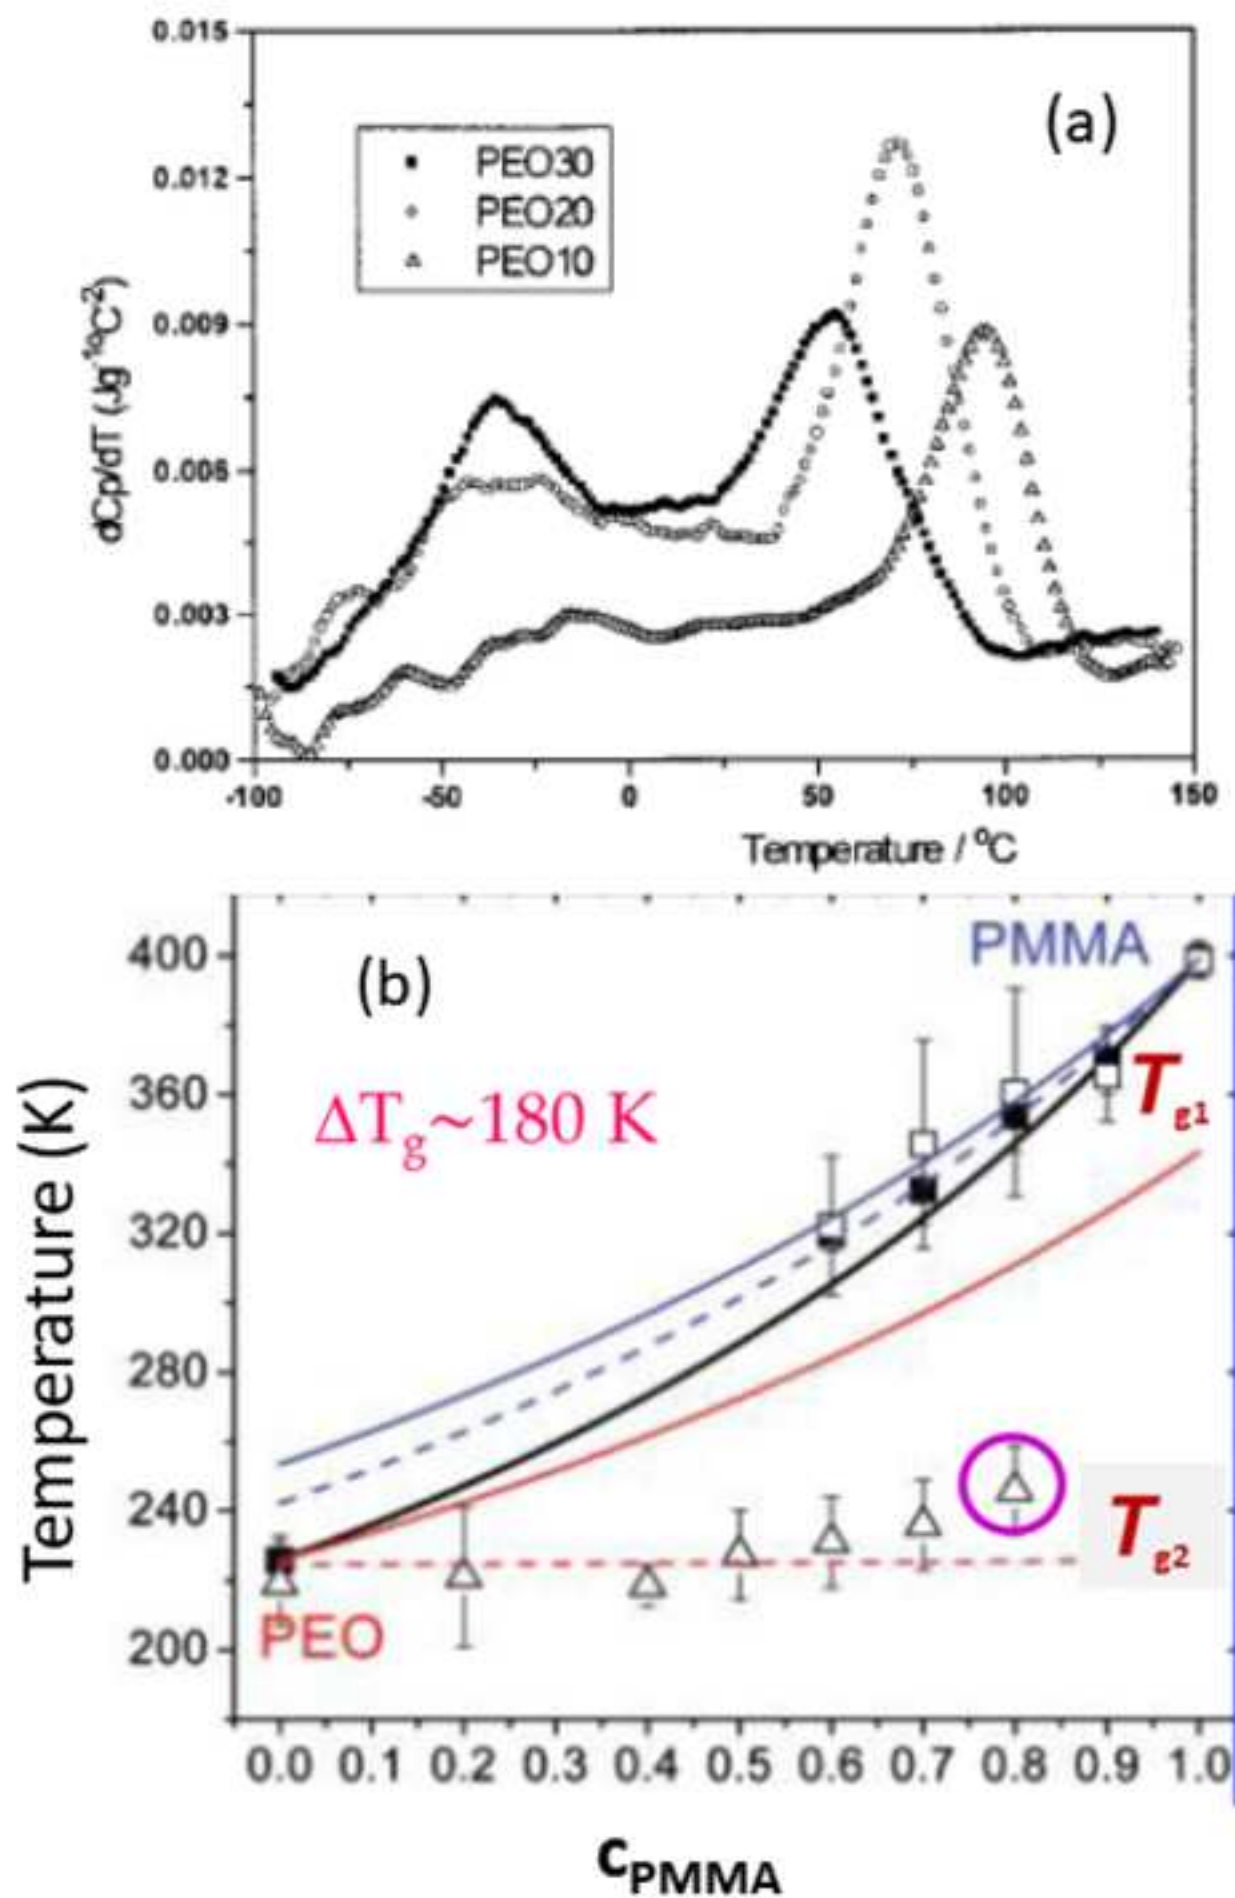 0.015
(a)
PEO30
PEO20
PEO10
0.012
0.009
0.005
0.003
0.000
dCp/dT (Jg⁻¹ºC⁻²)
-100 -50 0 50 100 150
Temperature / ºC
400
360
320
280
240
200
Temperature (K)
(b)
PMMA
ΔTg~180 K
Tg1
Tg2
PEO
0.0 0.1 0.2 0.3 0.4 0.5 0.6 0.7 0.8 0.9 1.0
cPMMA